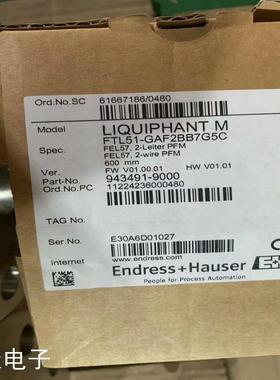 Ord.No.SC 61667186/0480
Model LIQUIPHANT M
FTL51-GAF2BB7G5C
Spec. FEL57, 2-Leiter PFM
FEL57, 2-wire PFM
600 mm
Ver. FW V01.00.01 HW V01.01
Part-No. 943491-9000
Ord.No.PC 11224236000480
TAG No.
Ser.No. E30A6D01027
Internet www.endress.com
Endress+Hauser
People for Process Automation
电子